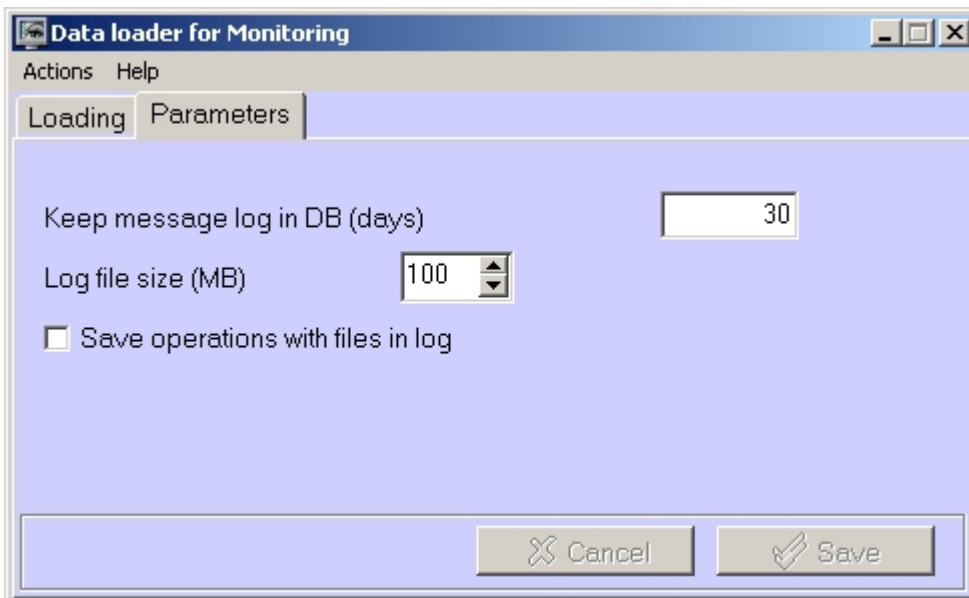 Data loader for Monitoring
Actions Help
Loading Parameters
Keep message log in DB (days) 30
Log file size (MB) 100
Save operations with files in log
Cancel Save